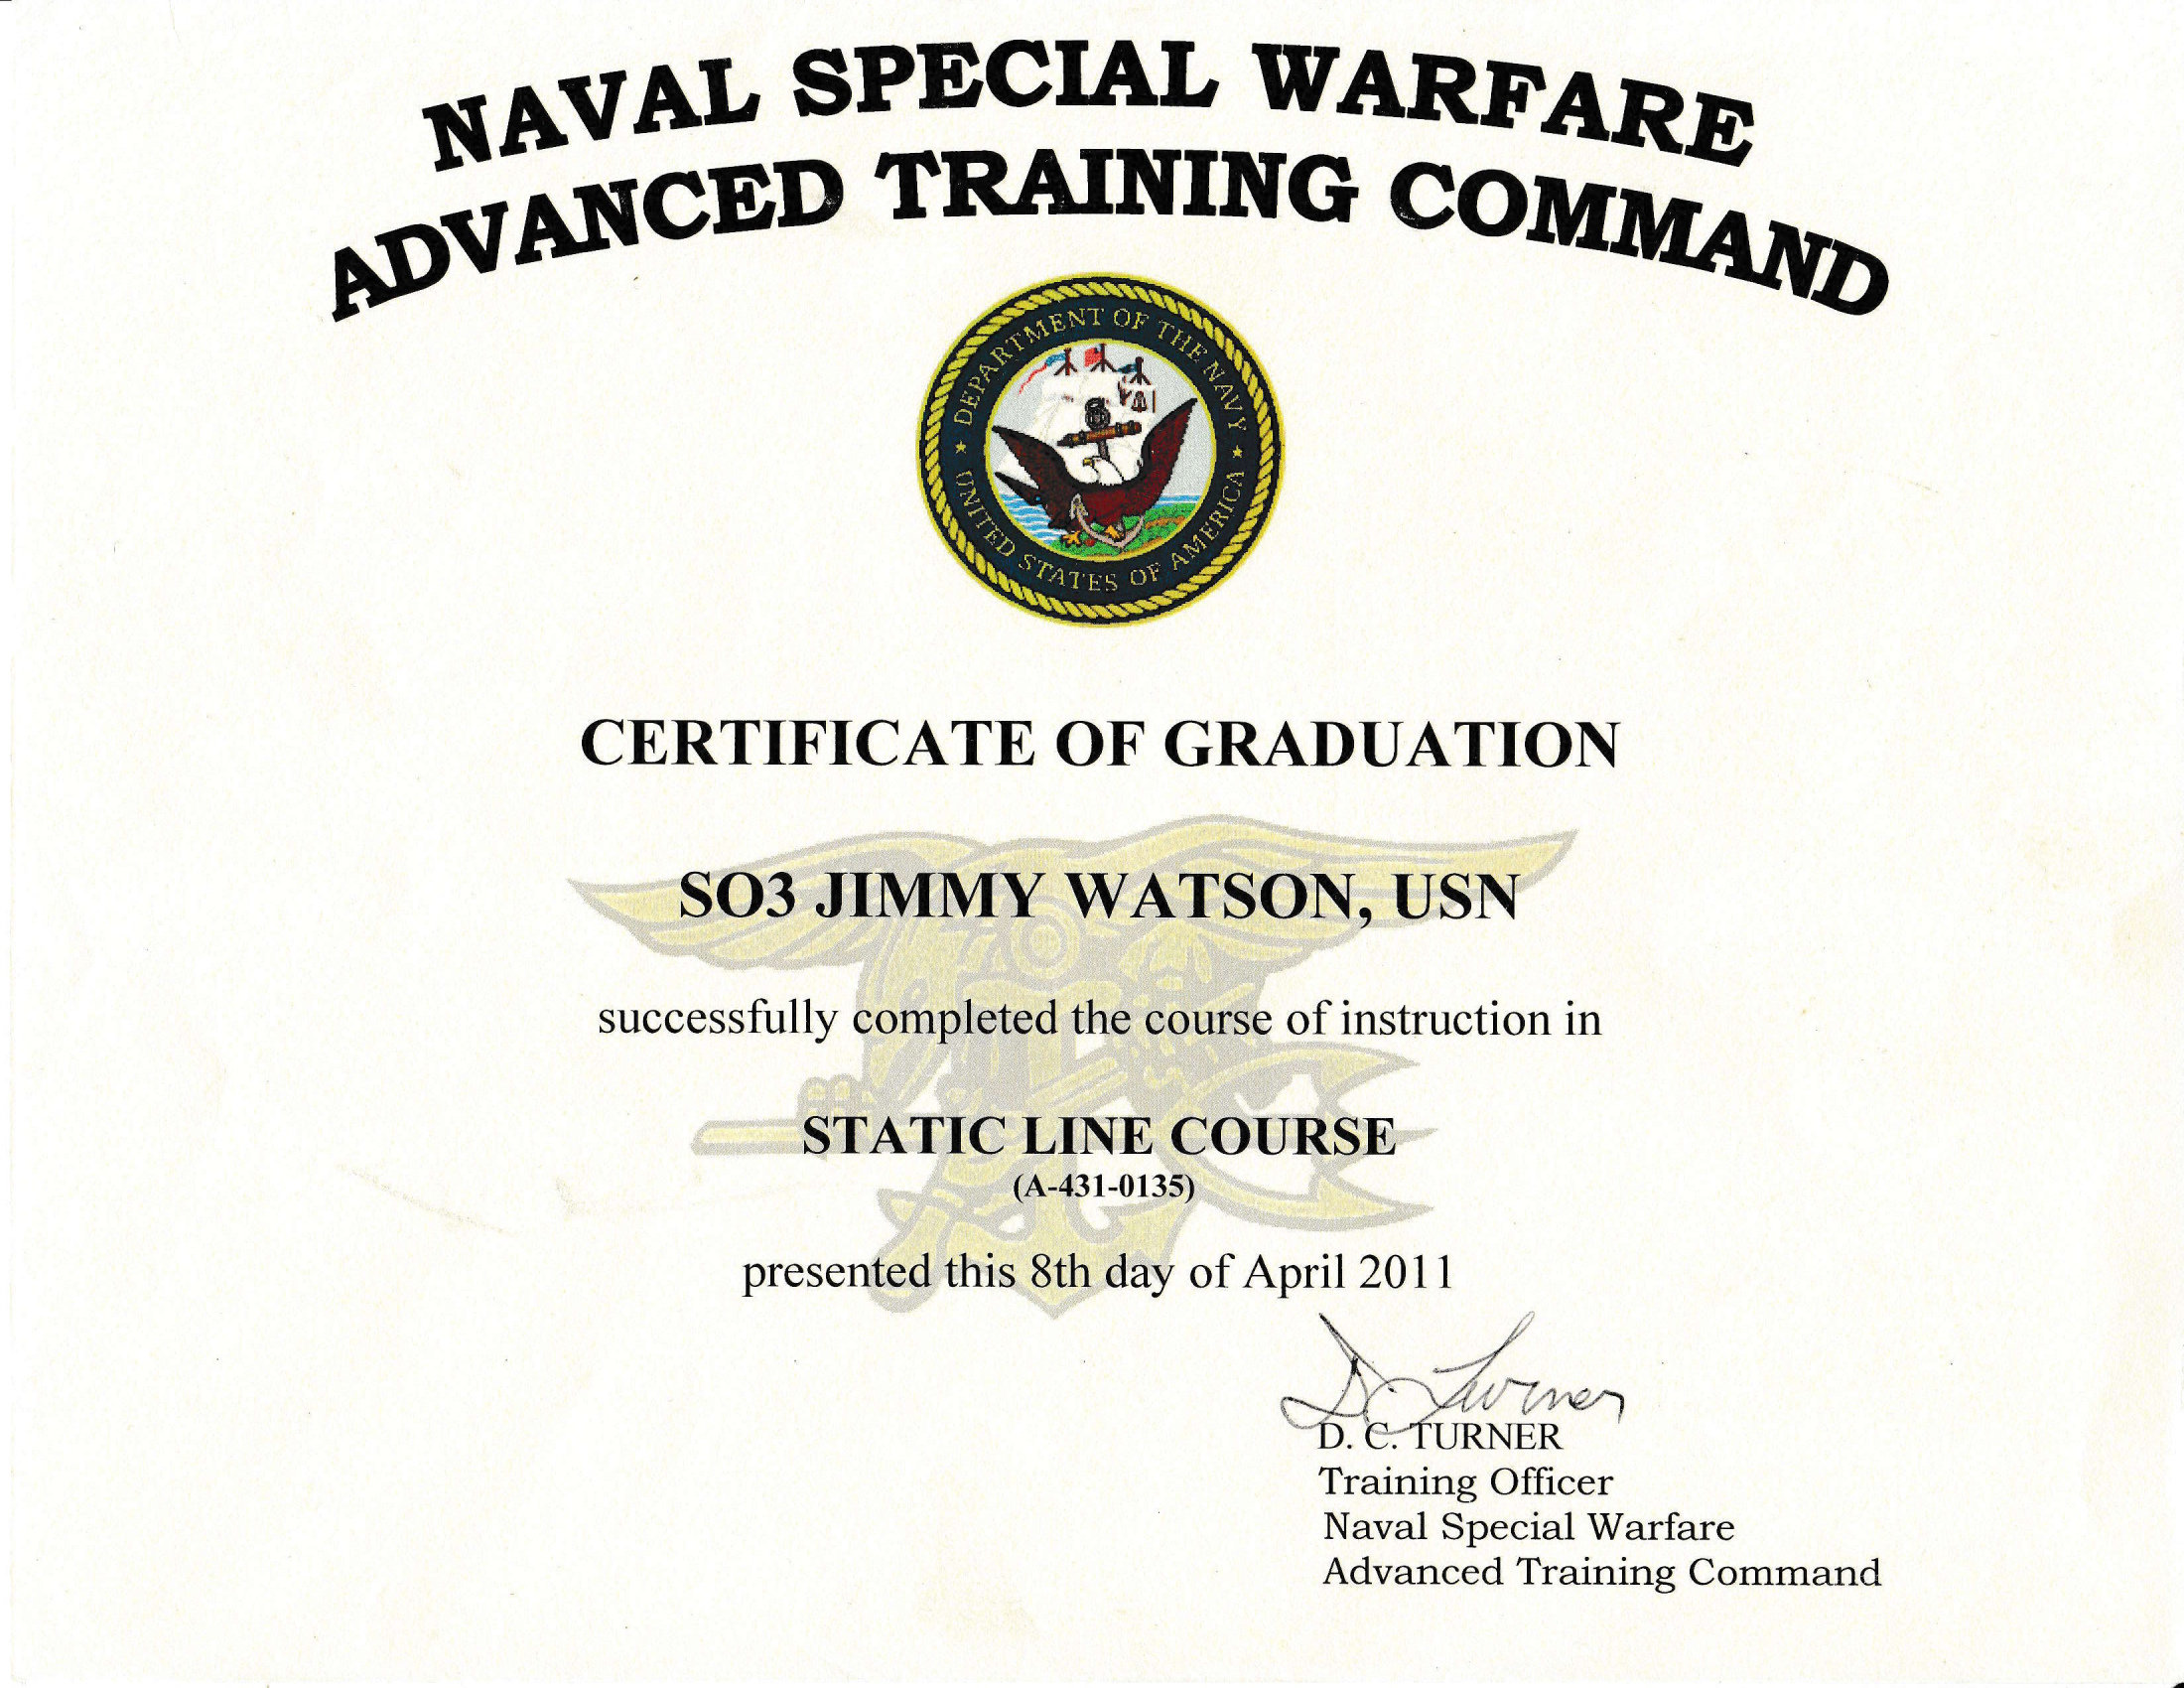 NAVAL SPECIAL WARFARE
ADVANCED TRAINING COMMAND
DEPARTMENT OF THE NAVY
UNITED STATES OF AMERICA
CERTIFICATE OF GRADUATION
SO3 JIMMY WATSON, USN
successfully completed the course of instruction in
STATIC LINE COURSE
(A-431-0135)
presented this 8th day of April 2011
D. C. Turner
D. C. TURNER
Training Officer
Naval Special Warfare
Advanced Training Command